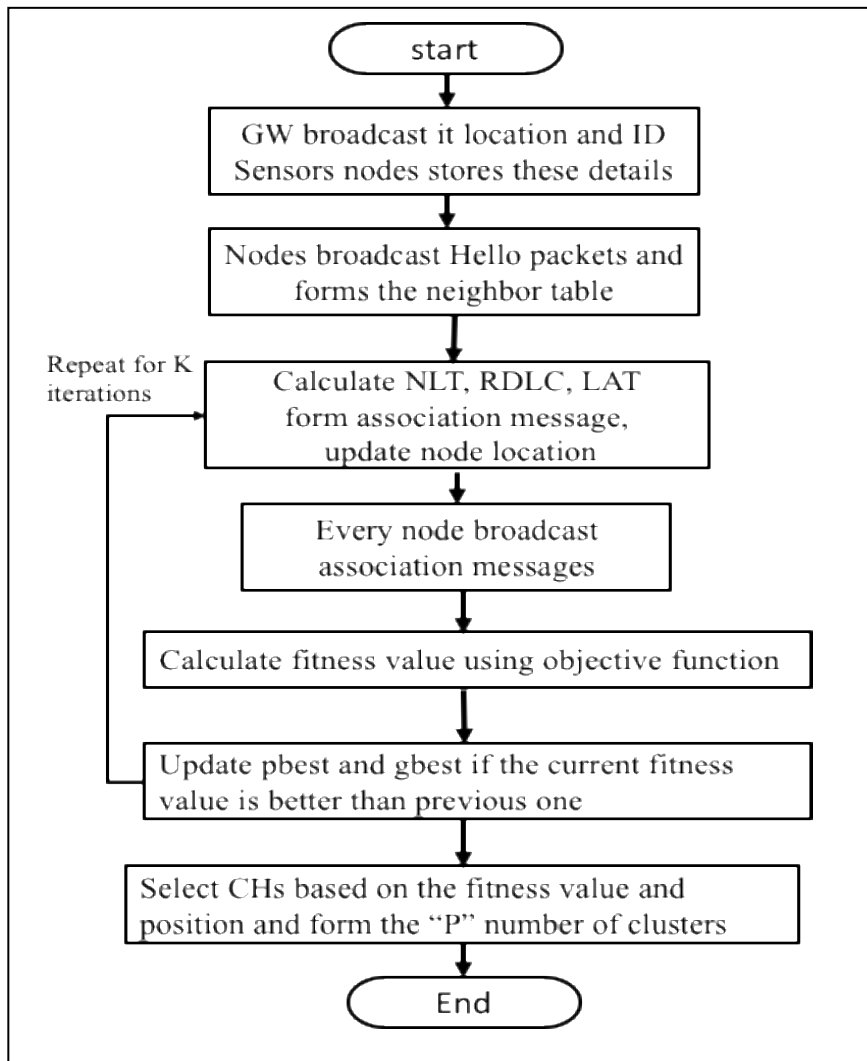 start
GW broadcast it location and ID
Sensors nodes stores these details
Nodes broadcast Hello packets and
forms the neighbor table
Repeat for K
iterations
Calculate NLT, RDLC, LAT
form association message,
update node location
Every node broadcast
association messages
Calculate fitness value using objective function
Update pbest and gbest if the current fitness
value is better than previous one
Select CHs based on the fitness value and
position and form the “P” number of clusters
End